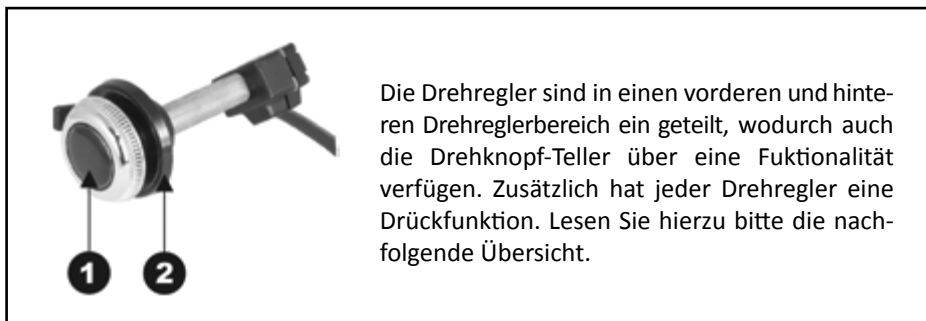 Die Drehregler sind in einen vorderen und hinte-
ren Drehreglerbereich ein geteilt, wodurch auch
die Drehknopf-Teller über eine Fuktionalität
verfügen. Zusätzlich hat jeder Drehregler eine
Drückfunktion. Lesen Sie hierzu bitte die nach-
folgende Übersicht.
1 2